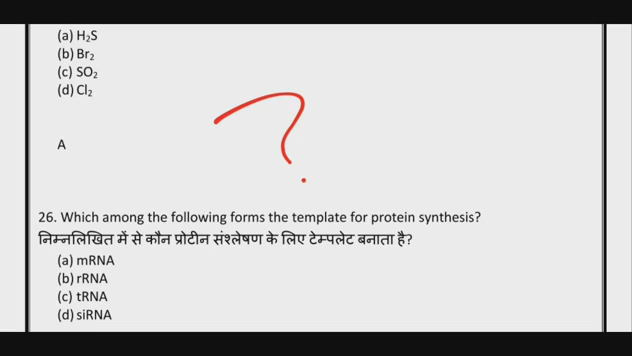 (a) H₂S
(b) Br₂
(c) SO₂
(d) Cl₂
?
A
26. Which among the following forms the template for protein synthesis?
निम्नलिखित में से कौन प्रोटीन संश्लेषण के लिए टेम्पलेट बनाता है?
(a) mRNA
(b) rRNA
(c) tRNA
(d) siRNA